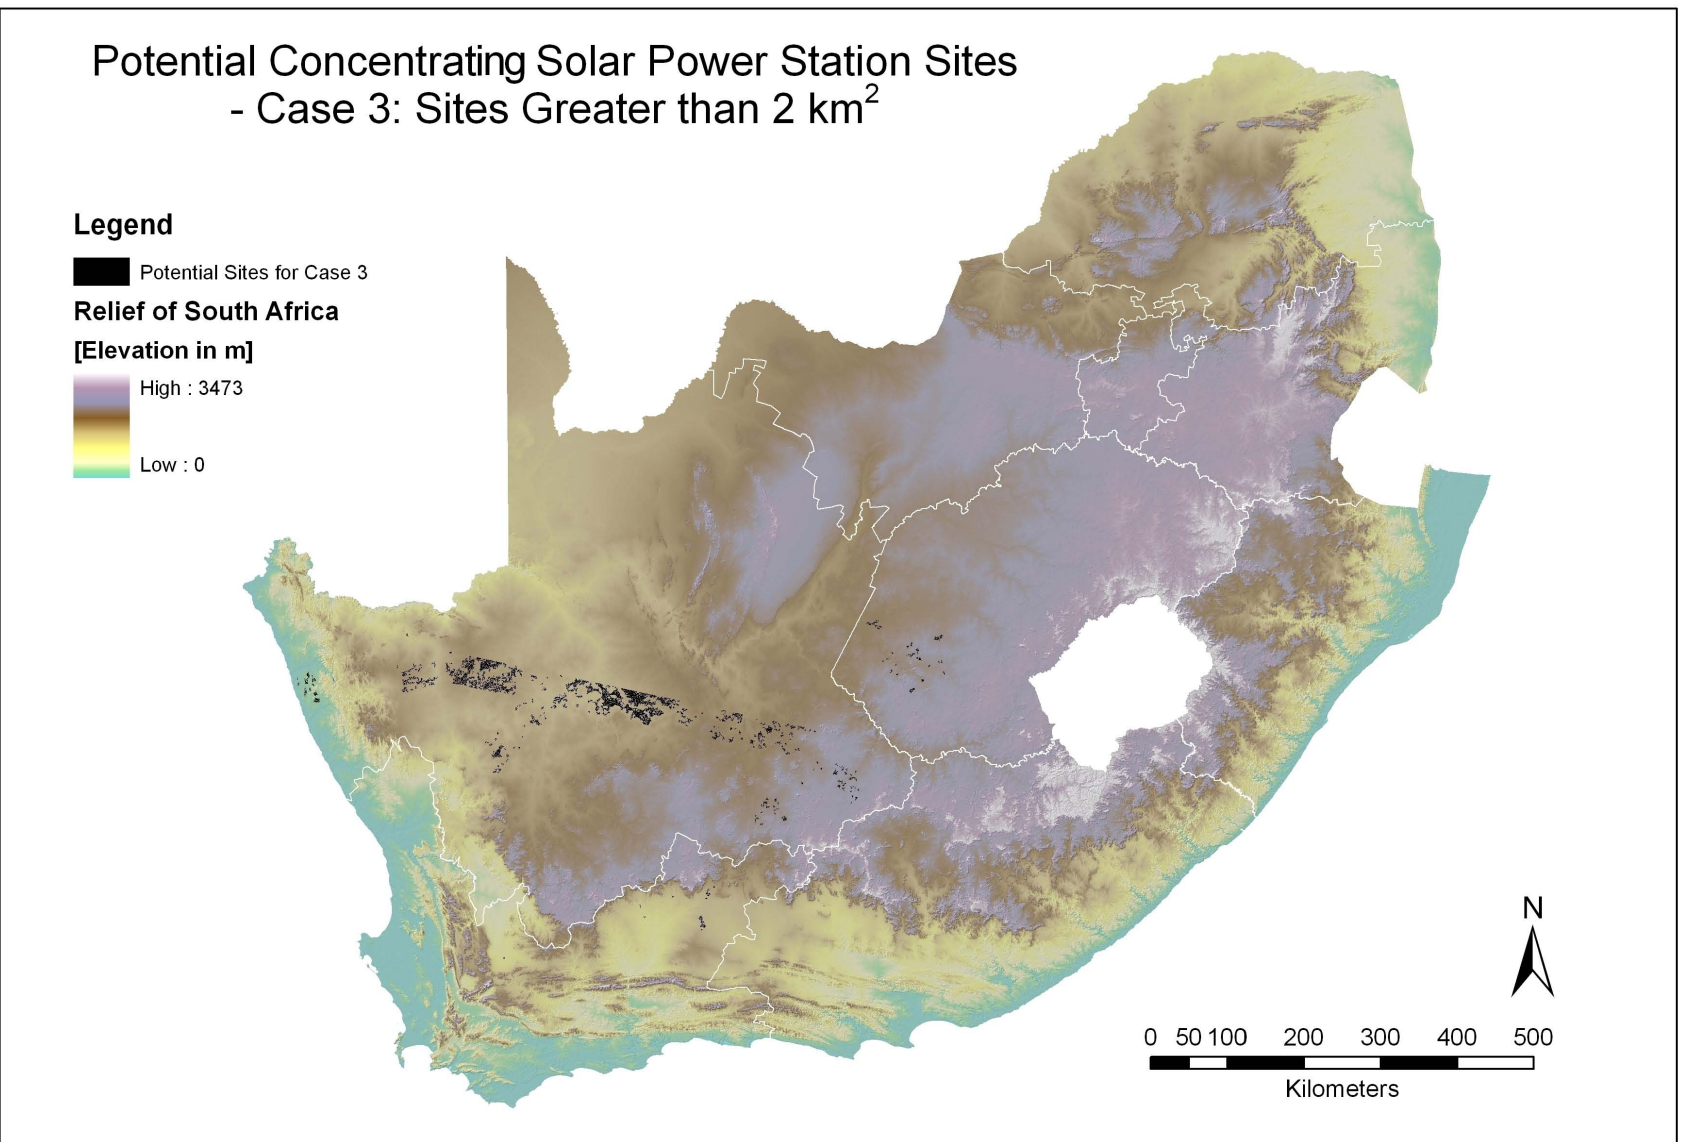 Potential Concentrating Solar Power Station Sites
- Case 3: Sites Greater than 2 km²
Legend
Potential Sites for Case 3
Relief of South Africa
[Elevation in m]
High : 3473
Low : 0
N
0 50 100 200 300 400 500
Kilometers